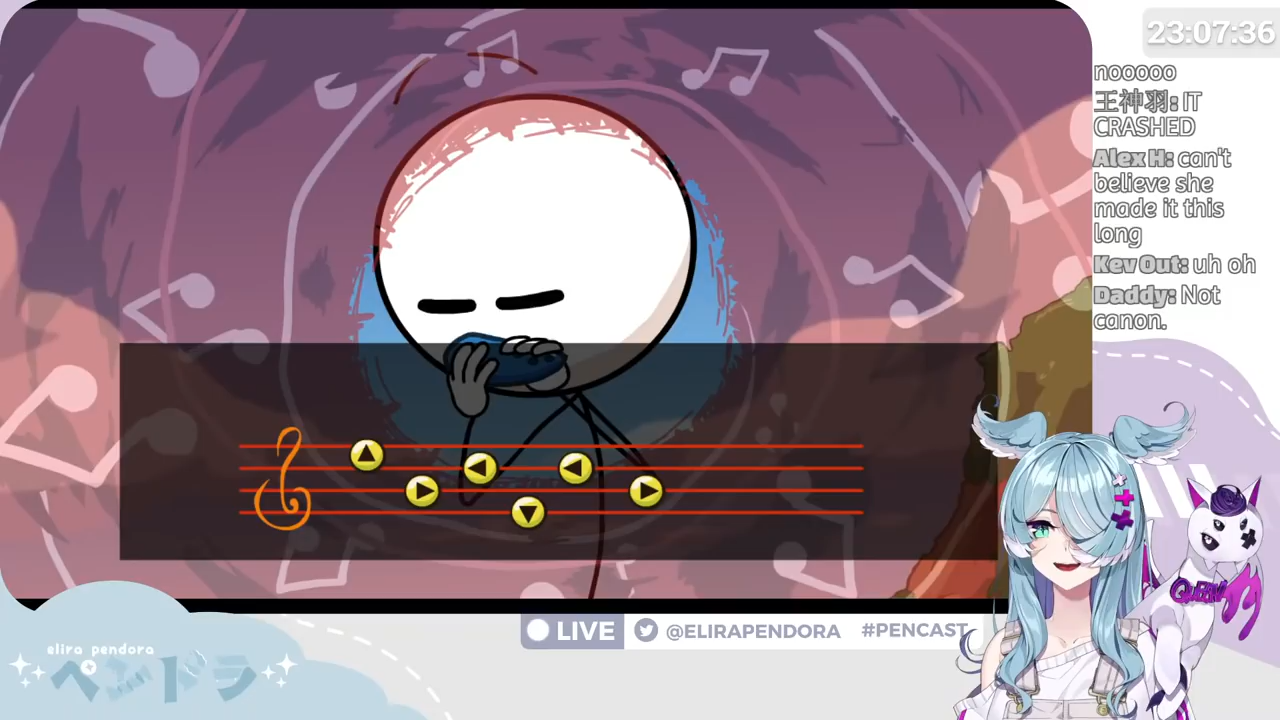 23:07:36
nooooo
王神羽: IT
CRASHED
Alex H: can't
believe she
made it this
long
Kev Out: uh oh
Daddy: Not
canon.
QUEEN
LIVE
@ELIRAPENDORA
#PENCAST
elira pendora
ペンドラ